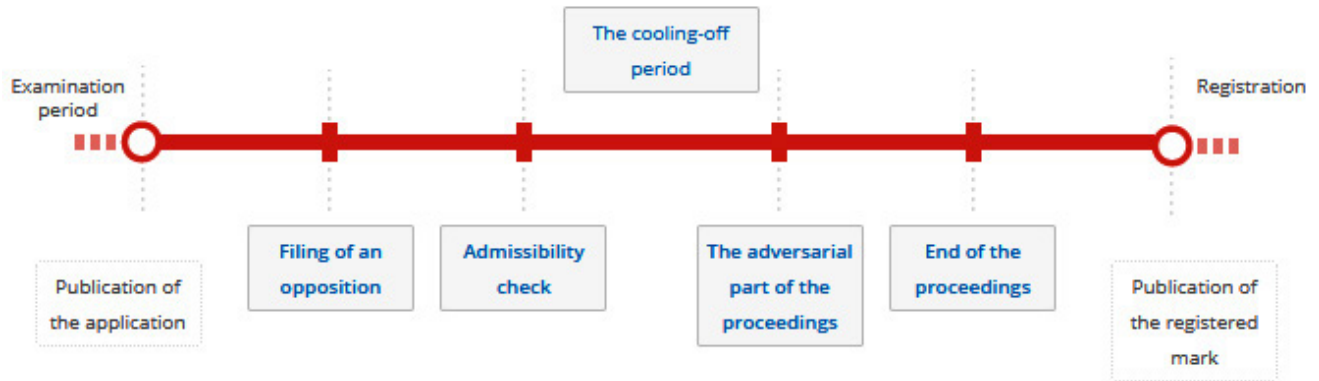 The cooling-off
period
Examination
period
Registration
Filing of an
opposition
Admissibility
check
The adversarial
part of the
proceedings
End of the
proceedings
Publication of
the application
Publication of
the registered
mark